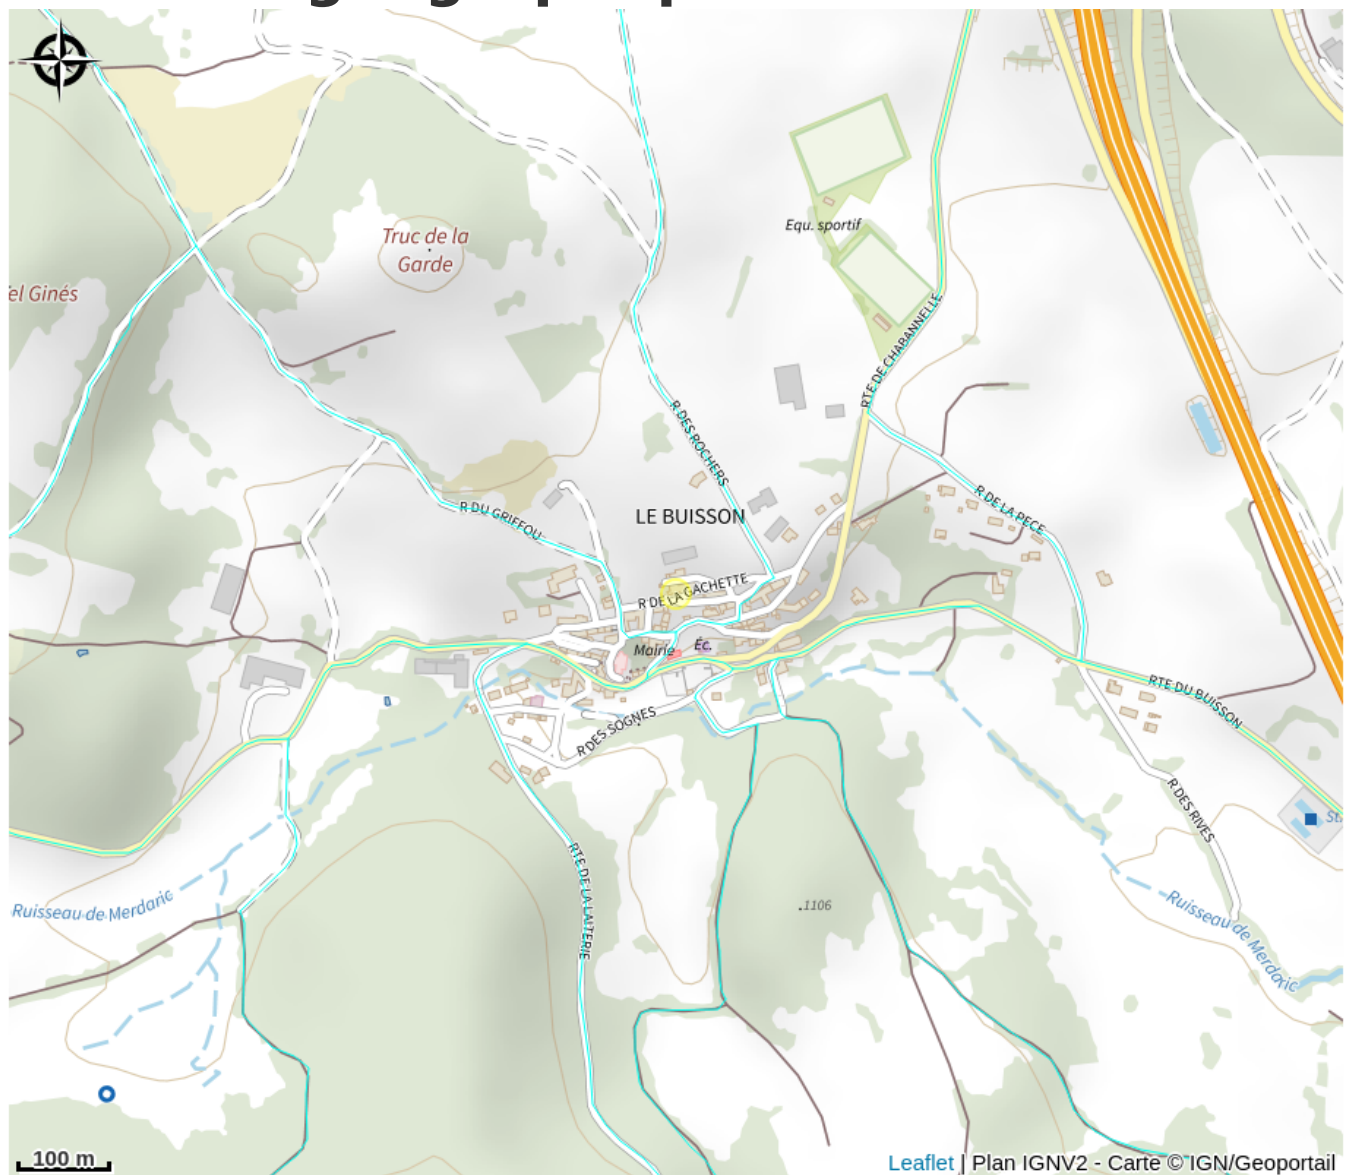 Equ. sportif
Truc de la
Garde
el Ginés
RTE DE CHABANNELLE
R DES ROCHERS
R DE LA PECE
R DU GRIFFOU
LE BUISSON
R DE LA GACHETTE
Mairie
Éc.
RTE DU BUISSON
R DES SOGNES
R DES RIVES
RTE DE LA LAITERIE
Ruisseau de Merdaric
.1106
Ruisseau de Merdaric
100 m
Leaflet | Plan IGNV2 - Carte © IGN/Geoportail